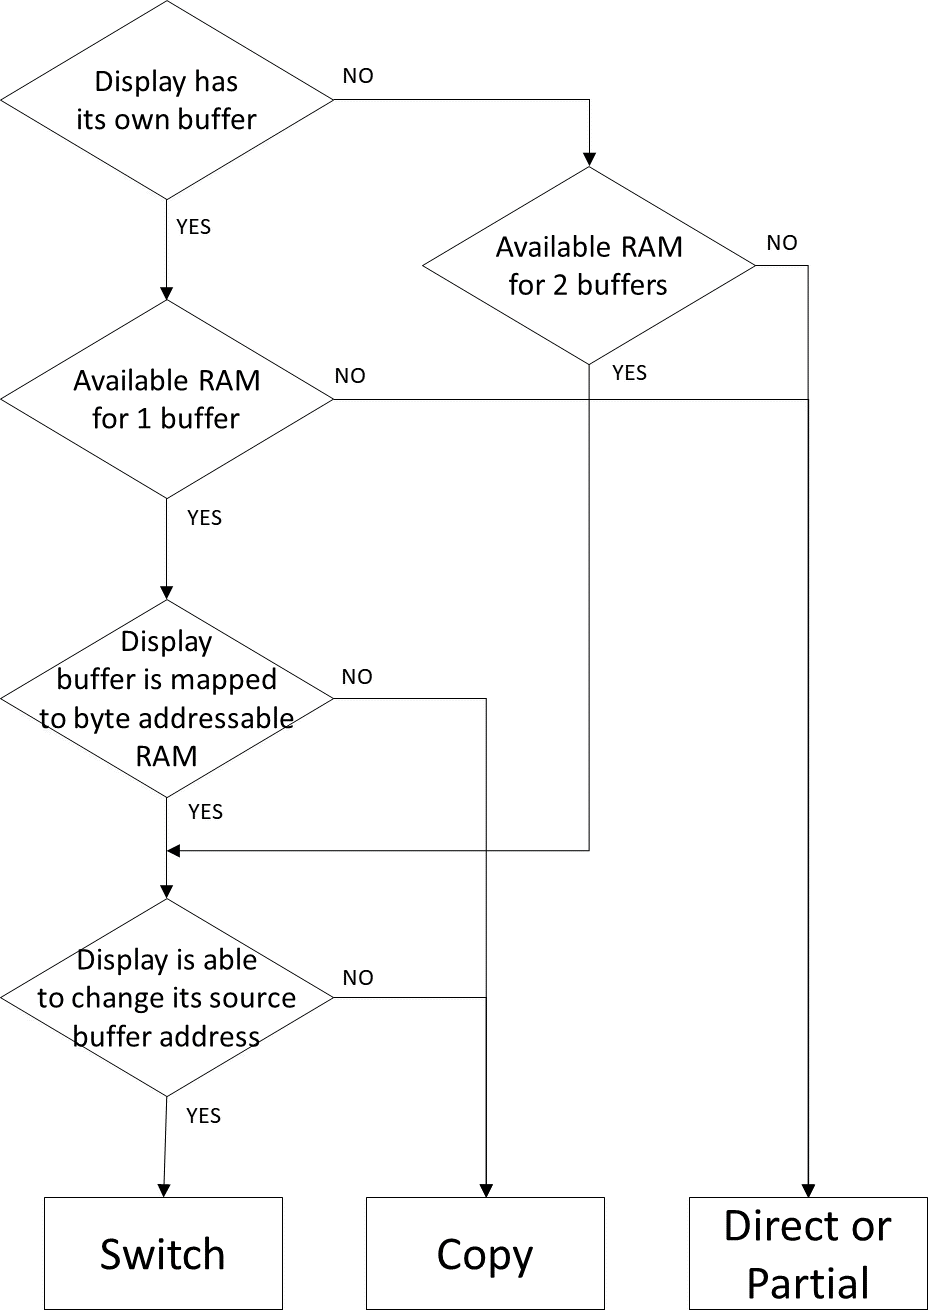 Display has
its own buffer
NO
YES
Available RAM
for 2 buffers
NO
YES
Available RAM
for 1 buffer
NO
YES
Display
buffer is mapped
to byte addressable
RAM
NO
YES
Display is able
to change its source
buffer address
NO
YES
Switch
Copy
Direct or
Partial